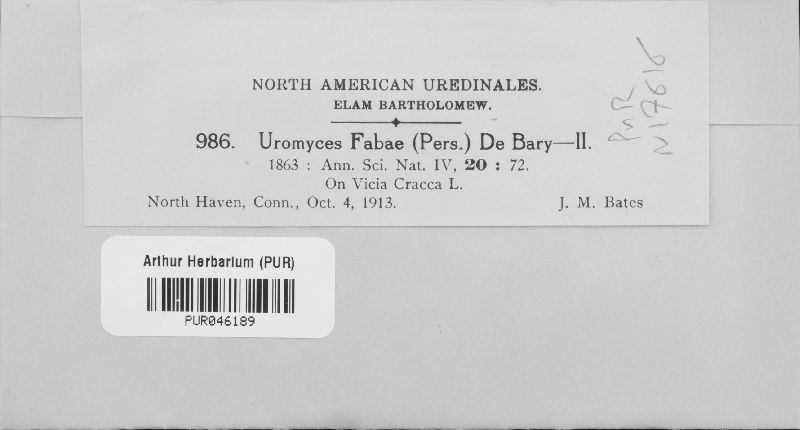 NORTH AMERICAN UREDINALES.
ELAM BARTHOLOMEW.
986. Uromyces Fabae (Pers.) De Bary—II.
1863 : Ann. Sci. Nat. IV, 20 : 72.
On Vicia Cracca L.
North Haven, Conn., Oct. 4, 1913. J. M. Bates
PUR
N17616
Arthur Herbarium (PUR)
PUR046189